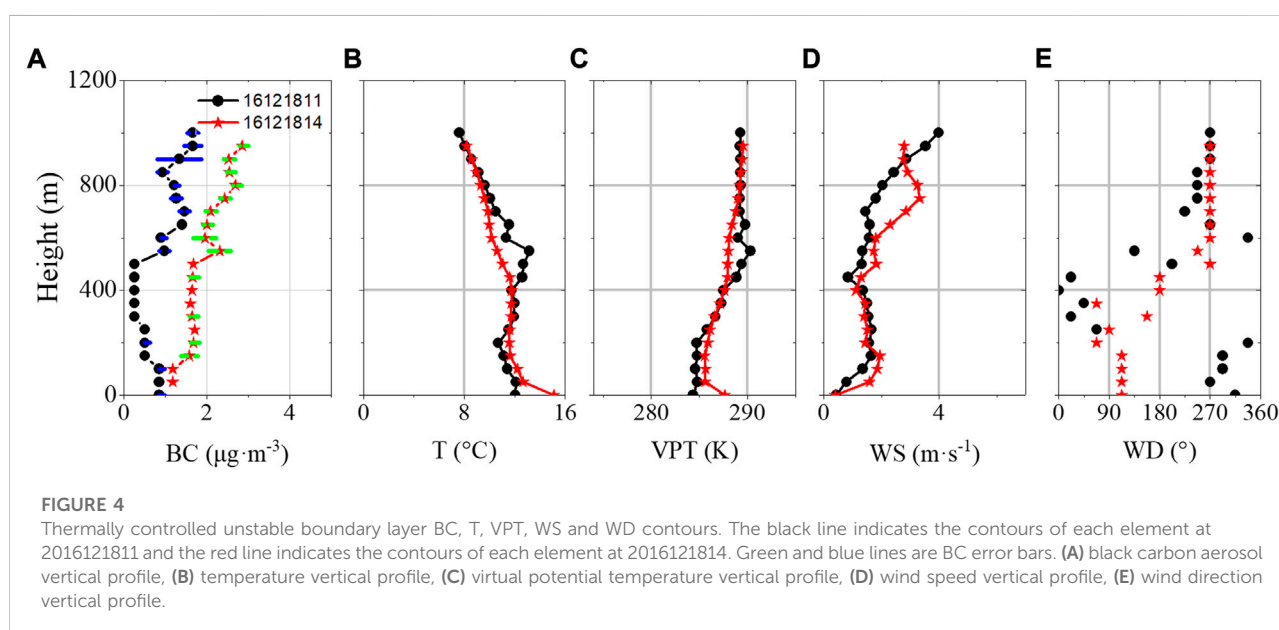 A B C D E
1200
800
400
0
Height (m)
16121811
16121814
0 2 4
BC (µg·m-3)
0 8 16
T (°C)
280 290
VPT (K)
0 4
WS (m·s-1)
0 90 180 270 360
WD (°)
FIGURE 4
Thermally controlled unstable boundary layer BC, T, VPT, WS and WD contours. The black line indicates the contours of each element at
2016121811 and the red line indicates the contours of each element at 2016121814. Green and blue lines are BC error bars. (A) black carbon aerosol
vertical profile, (B) temperature vertical profile, (C) virtual potential temperature vertical profile, (D) wind speed vertical profile, (E) wind direction
vertical profile.